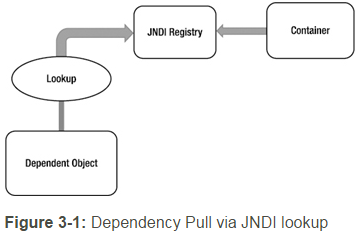 JNDI Registry
Container
Lookup
Dependent Object
Figure 3-1: Dependency Pull via JNDI lookup